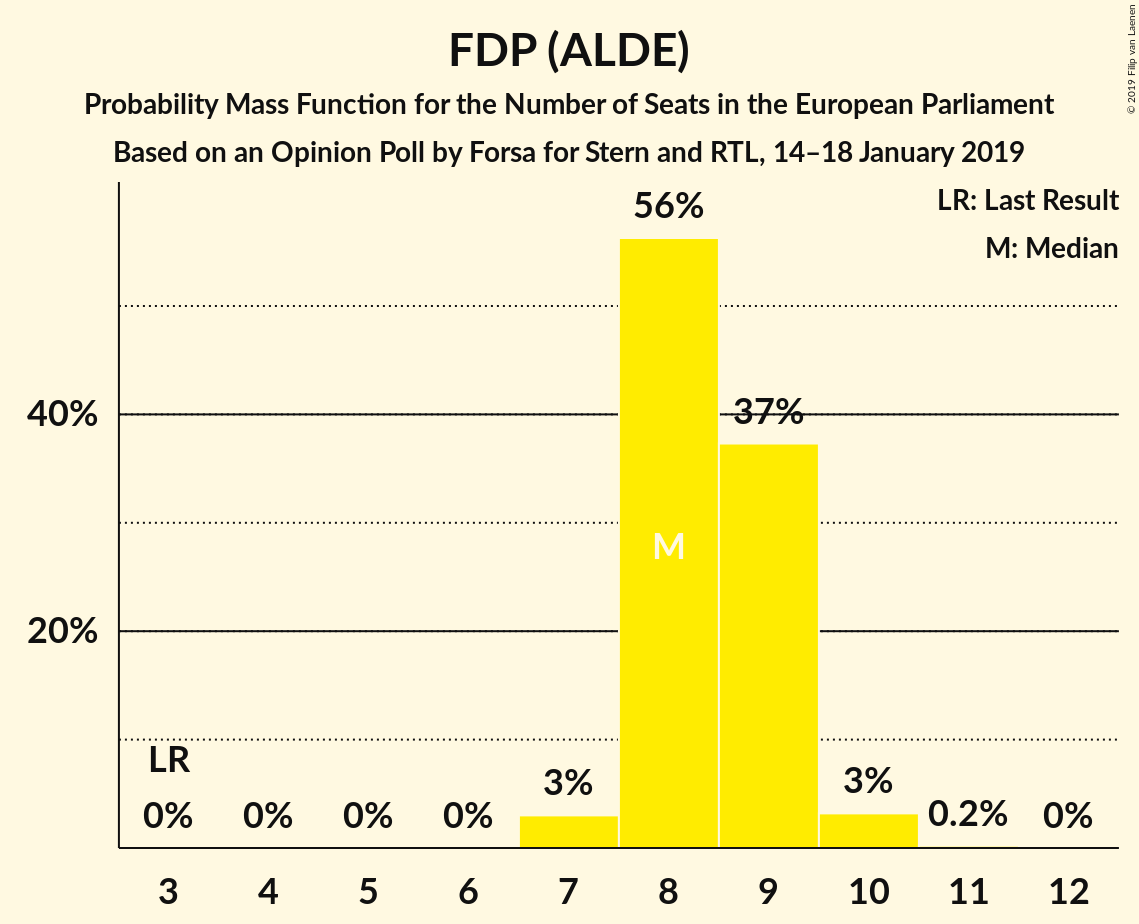 FDP (ALDE)
Probability Mass Function for the Number of Seats in the European Parliament
Based on an Opinion Poll by Forsa for Stern and RTL, 14–18 January 2019
© 2019 Filip van Laenen
LR: Last Result
M: Median
56%
40%
37%
M
20%
LR
0%
0%
0%
0%
3%
3%
0.2%
0%
3
4
5
6
7
8
9
10
11
12